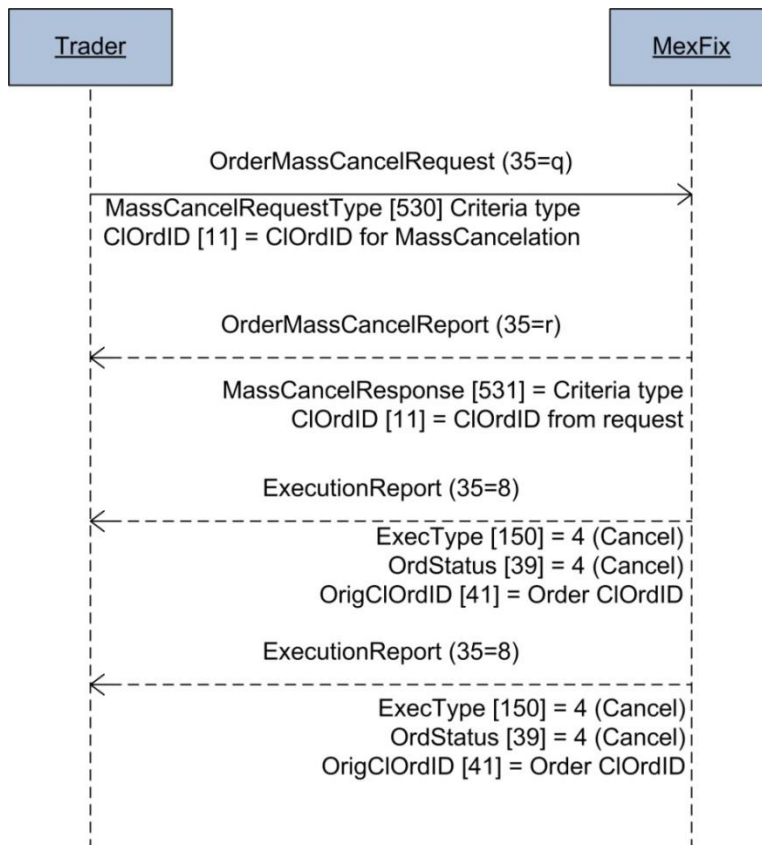 Trader
MexFix
OrderMassCancelRequest (35=q)
MassCancelRequestType [530] Criteria type
ClOrdID [11] = ClOrdID for MassCancelation
OrderMassCancelReport (35=r)
MassCancelResponse [531] = Criteria type
ClOrdID [11] = ClOrdID from request
ExecutionReport (35=8)
ExecType [150] = 4 (Cancel)
OrdStatus [39] = 4 (Cancel)
OrigClOrdID [41] = Order ClOrdID
ExecutionReport (35=8)
ExecType [150] = 4 (Cancel)
OrdStatus [39] = 4 (Cancel)
OrigClOrdID [41] = Order ClOrdID